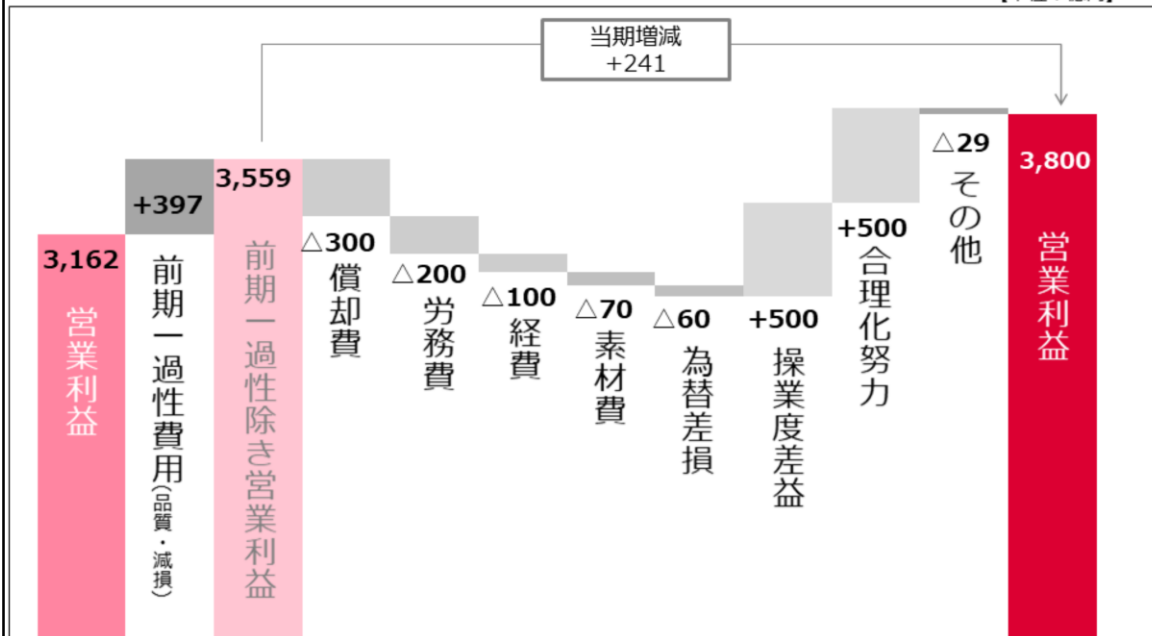 当期増減
+241
3,162
営業利益
+397
前期一過性費用(品質・減損)
3,559
前期一過性除き営業利益
△300
償却費
△200
労務費
△100
経費
△70
素材費
△60
為替差損
+500
操業度差益
+500
合理化努力
△29
その他
3,800
営業利益